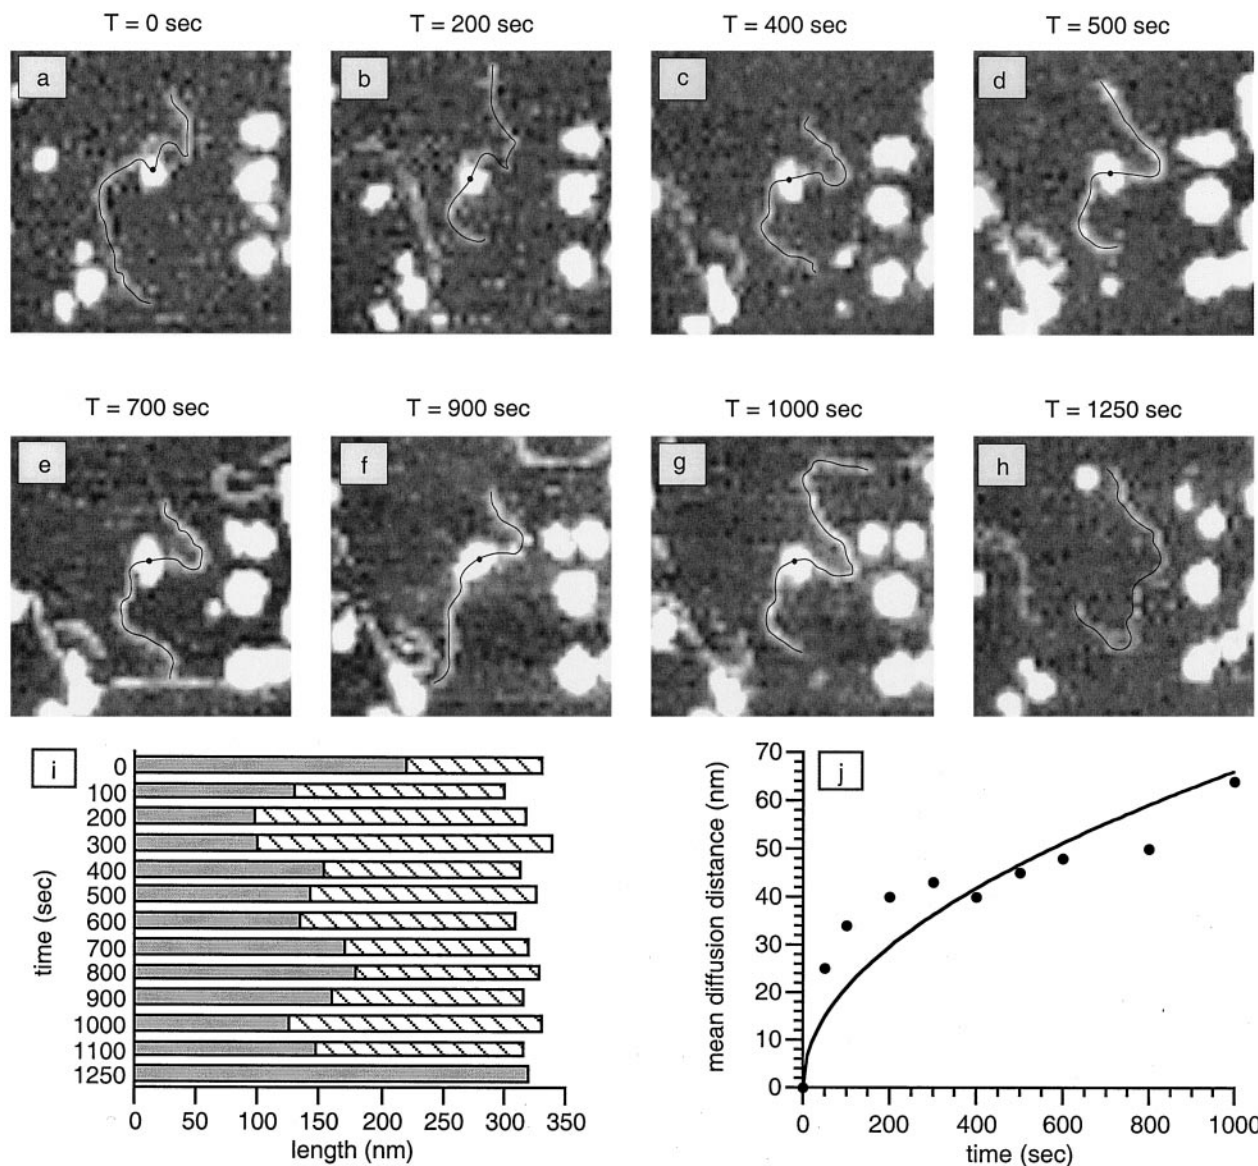 T = 0 sec
T = 200 sec
T = 400 sec
T = 500 sec
a
b
c
d
T = 700 sec
T = 900 sec
T = 1000 sec
T = 1250 sec
e
f
g
h
i
time (sec)
0
100
200
300
400
500
600
700
800
900
1000
1100
1250
0 50 100 150 200 250 300 350
length (nm)
j
mean diffusion distance (nm)
70
60
50
40
30
20
10
0
0 200 400 600 800 1000
time (sec)